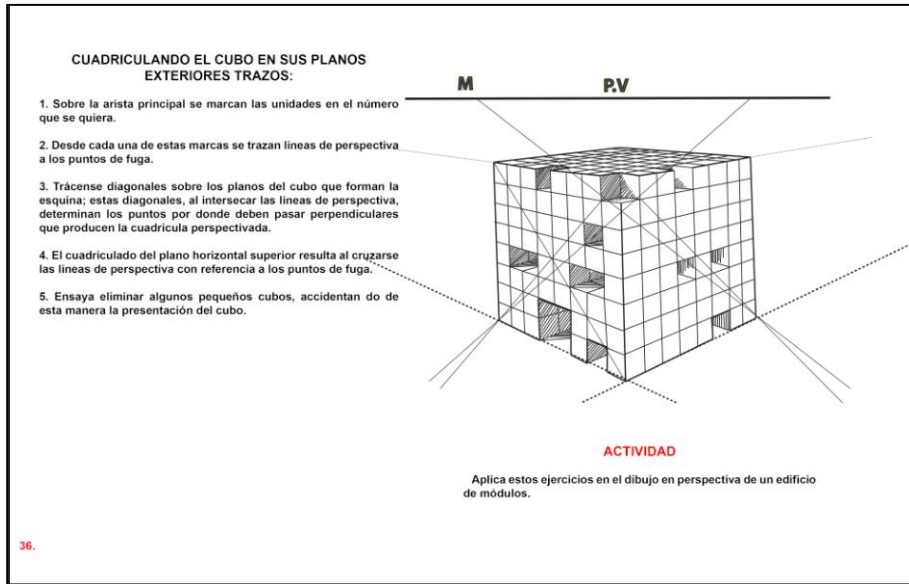 CUADRICULANDO EL CUBO EN SUS PLANOS
EXTERIORES TRAZOS:
1. Sobre la arista principal se marcan las unidades en el número
que se quiera.
2. Desde cada una de estas marcas se trazan líneas de perspectiva
a los puntos de fuga.
3. Trácense diagonales sobre los planos del cubo que forman la
esquina; estas diagonales, al intersecar las líneas de perspectiva,
determinan los puntos por donde deben pasar perpendiculares
que producen la cuadricula perspectivada.
4. El cuadriculado del plano horizontal superior resulta al cruzarse
las líneas de perspectiva con referencia a los puntos de fuga.
5. Ensaya eliminar algunos pequeños cubos, accidentan do de
esta manera la presentación del cubo.
M P.V
ACTIVIDAD
Aplica estos ejercicios en el dibujo en perspectiva de un edificio
de módulos.
36.